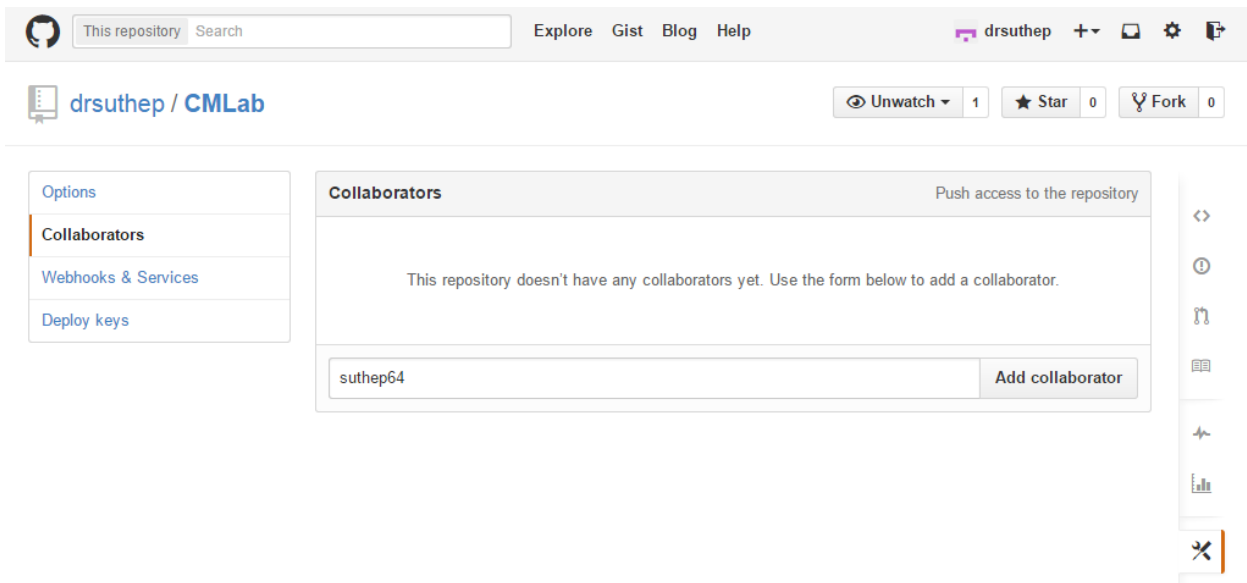 This repository Search Explore Gist Blog Help drsuthep
drsuthep / CMLab Unwatch 1 Star 0 Fork 0
Options
Collaborators
Webhooks & Services
Deploy keys
Collaborators Push access to the repository
This repository doesn't have any collaborators yet. Use the form below to add a collaborator.
suthep64 Add collaborator